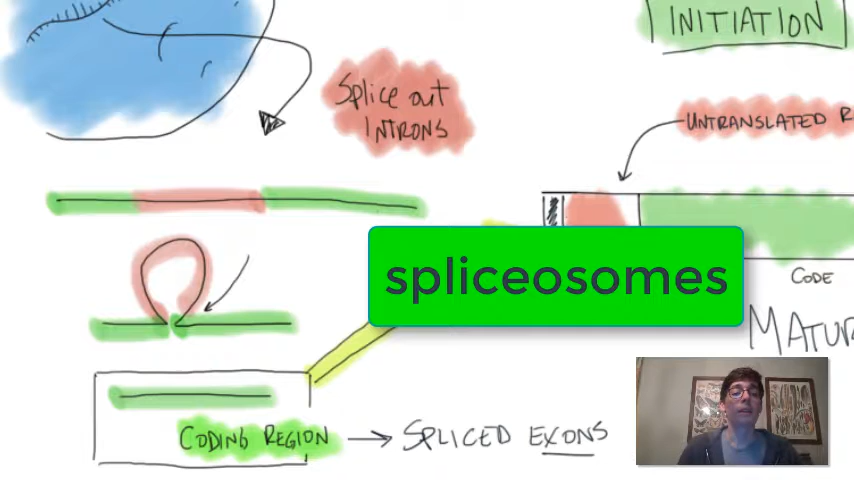 INITIATION
Splice out
INTRONS
UNTRANSLATED R
spliceosomes
CODE
MATUR
CODING REGION → SPLICED EXONS